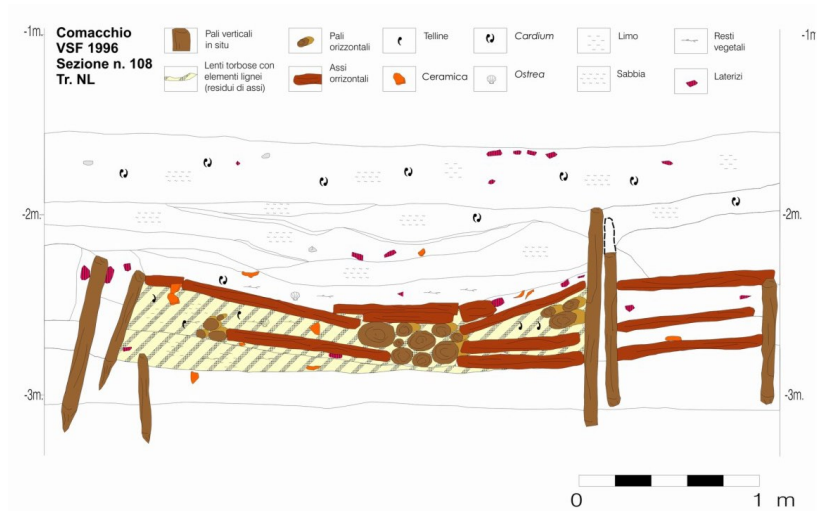 Comacchio
VSF 1996
Sezione n. 108
Tr. NL
Pali verticali
in situ
Pali
orizzontali
Telline
Cardium
Limo
Resti
vegetali
Lenti torbose con
elementi lignei
(residui di assi)
Assi
orrizontali
Ceramica
Ostrea
Sabbia
Laterizi
-1m.
-1m
-2m.
-2m.
-3m.
-3m.
0
1 m